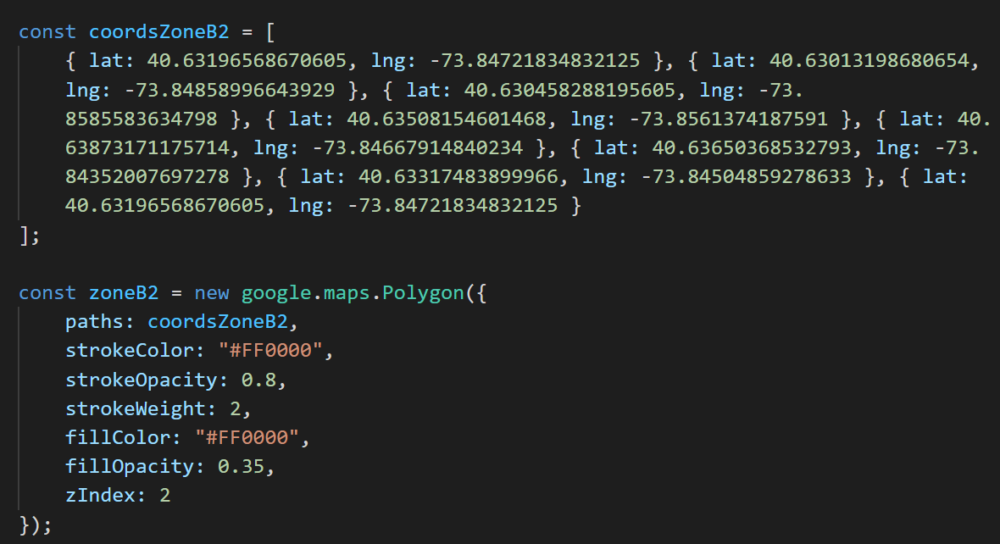 const coordsZoneB2 = [
{ lat: 40.63196568670605, lng: -73.84721834832125 }, { lat: 40.63013198680654,
lng: -73.84858996643929 }, { lat: 40.630458288195605, lng: -73.
8585583634798 }, { lat: 40.63508154601468, lng: -73.8561374187591 }, { lat: 40.
63873171175714, lng: -73.84667914840234 }, { lat: 40.63650368532793, lng: -73.
84352007697278 }, { lat: 40.63317483899966, lng: -73.84504859278633 }, { lat:
40.63196568670605, lng: -73.84721834832125 }
];
const zoneB2 = new google.maps.Polygon({
paths: coordsZoneB2,
strokeColor: "#FF0000",
strokeOpacity: 0.8,
strokeWeight: 2,
fillColor: "#FF0000",
fillOpacity: 0.35,
zIndex: 2
});